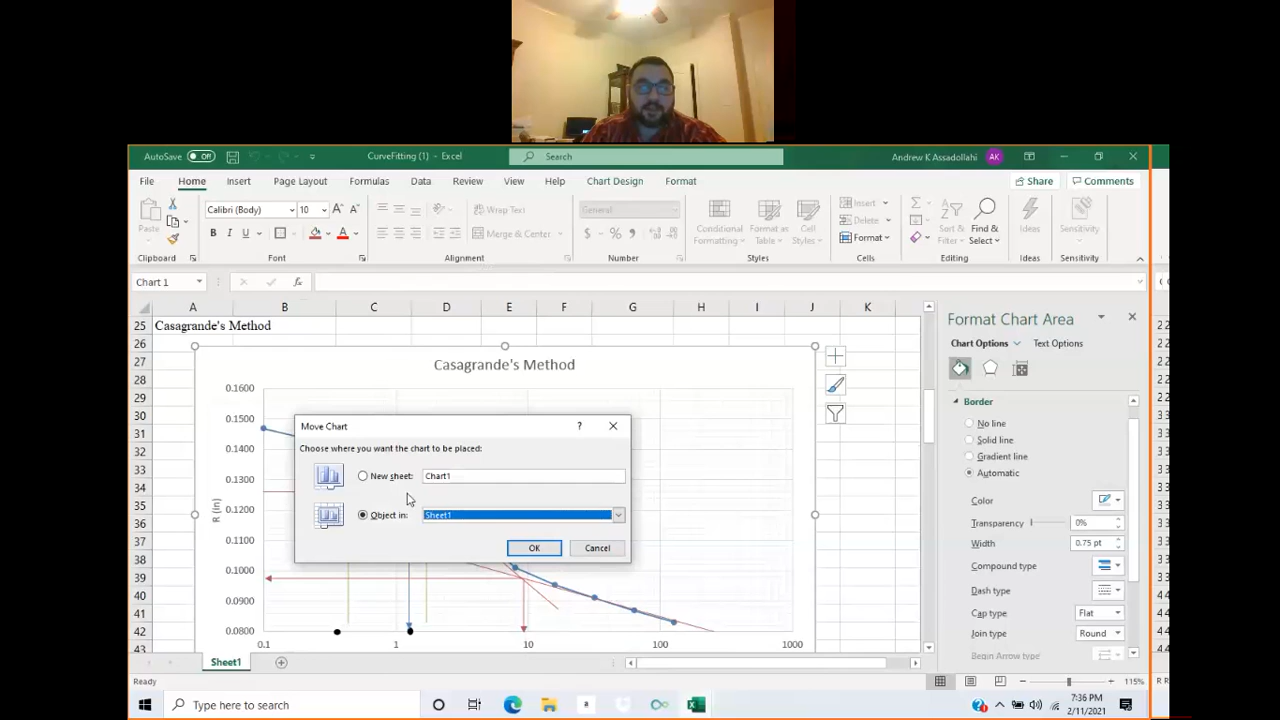 AutoSave Off CurveFitting (1) - Excel Search Andrew K Assadollahi AK
File Home Insert Page Layout Formulas Data Review View Help Chart Design Format Share Comments
Calibri (Body) 10 A A Wrap Text General Insert
Paste Conditional Format as Cell Delete Sort & Find & Ideas Sensitivity
B I U A Merge & Center $ % Formatting Table Styles Format Filter Select
Clipboard Font Alignment Number Styles Cells Editing Ideas Sensitivity
Chart 1 fx
A B C D E F G H I J K
25 Casagrande's Method
26
27
28
29
30
31
32
33
34
35
36
37
38
39
40
41
42
43
Casagrande's Method
0.1600
0.1500
0.1400
0.1300
0.1200
0.1100
0.1000
0.0900
0.0800
R (in)
0.1 1 10 100 1000
Move Chart ?
Choose where you want the chart to be placed:
New sheet: Chart1
Object in: Sheet1
OK Cancel
Format Chart Area
Chart Options Text Options
Border
No line
Solid line
Gradient line
Automatic
Color
Transparency 0%
Width 0.75 pt
Compound type
Dash type
Cap type Flat
Join type Round
Begin Arrow type
Sheet1
Ready 115%
Type here to search a 7:36 PM
2/11/2021